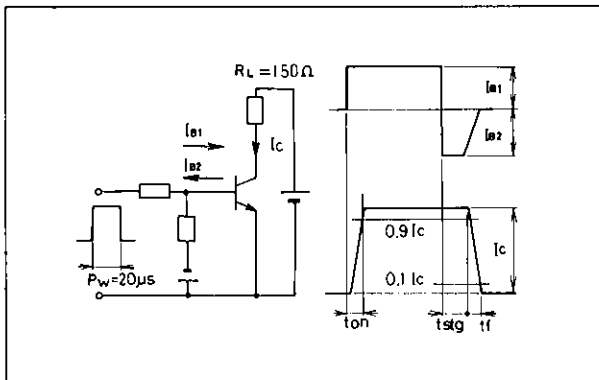 RL=150Ω
IB1
IB2
IC
PW=20μs
IB1
IB2
0.9 IC
IC
0.1 IC
ton
tstg
tf